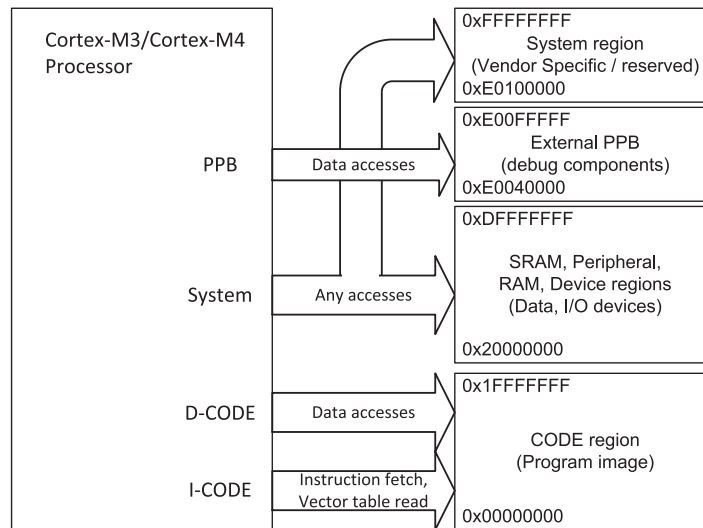 Cortex-M3/Cortex-M4
Processor
0xFFFFFFFF
System region
(Vendor Specific / reserved)
0xE0100000
PPB
Data accesses
0xE00FFFFF
External PPB
(debug components)
0xE0040000
System
Any accesses
0xDFFFFFFF
SRAM, Peripheral,
RAM, Device regions
(Data, I/O devices)
0x20000000
D-CODE
Data accesses
I-CODE
Instruction fetch,
Vector table read
0x1FFFFFFF
CODE region
(Program image)
0x00000000